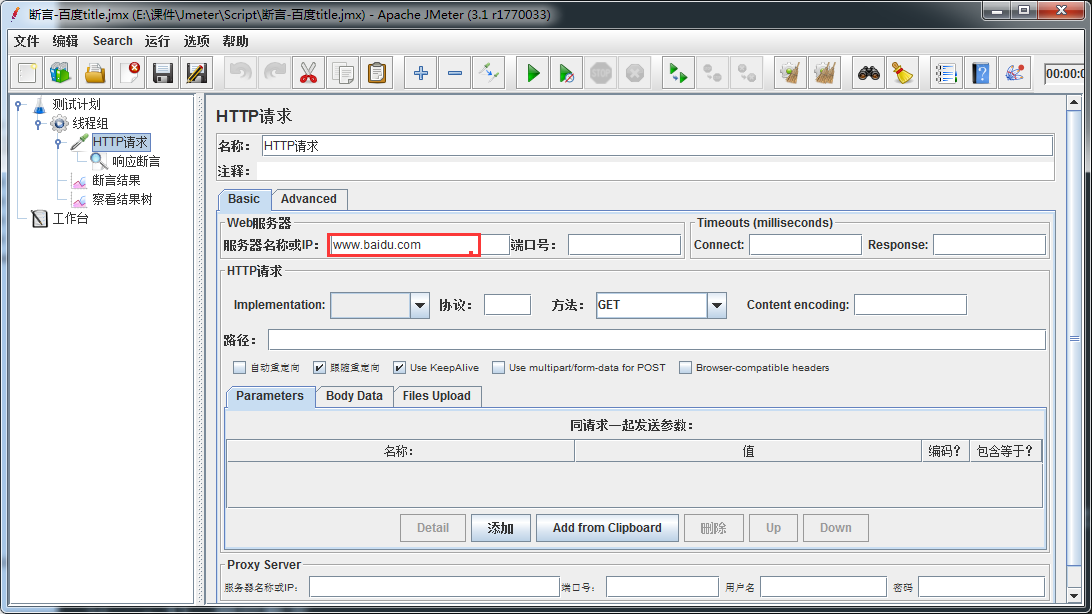 断言-百度title.jmx (E:\课件\Jmeter\Script\断言-百度title.jmx) - Apache JMeter (3.1 r1770033)
文件 编辑 Search 运行 选项 帮助
STOP
00:00:0
测试计划
线程组
HTTP请求
响应断言
断言结果
察看结果树
工作台
HTTP请求
名称： HTTP请求
注释：
Basic Advanced
Web服务器
服务器名称或IP： www.baidu.com 端口号：
Timeouts (milliseconds)
Connect: Response:
HTTP请求
Implementation: 协议： 方法： GET Content encoding:
路径：
自动重定向 跟随重定向 Use KeepAlive Use multipart/form-data for POST Browser-compatible headers
Parameters Body Data Files Upload
同请求一起发送参数：
名称： 值 编码？ 包含等于？
Detail 添加 Add from Clipboard 删除 Up Down
Proxy Server
服务器名称或IP： 端口号： 用户名 密码